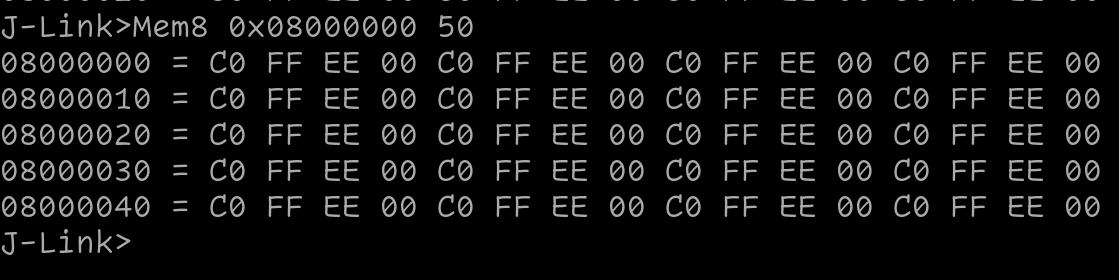 J-Link>Mem8 0x08000000 50
08000000 = C0 FF EE 00 C0 FF EE 00 C0 FF EE 00 C0 FF EE 00
08000010 = C0 FF EE 00 C0 FF EE 00 C0 FF EE 00 C0 FF EE 00
08000020 = C0 FF EE 00 C0 FF EE 00 C0 FF EE 00 C0 FF EE 00
08000030 = C0 FF EE 00 C0 FF EE 00 C0 FF EE 00 C0 FF EE 00
08000040 = C0 FF EE 00 C0 FF EE 00 C0 FF EE 00 C0 FF EE 00
J-Link>